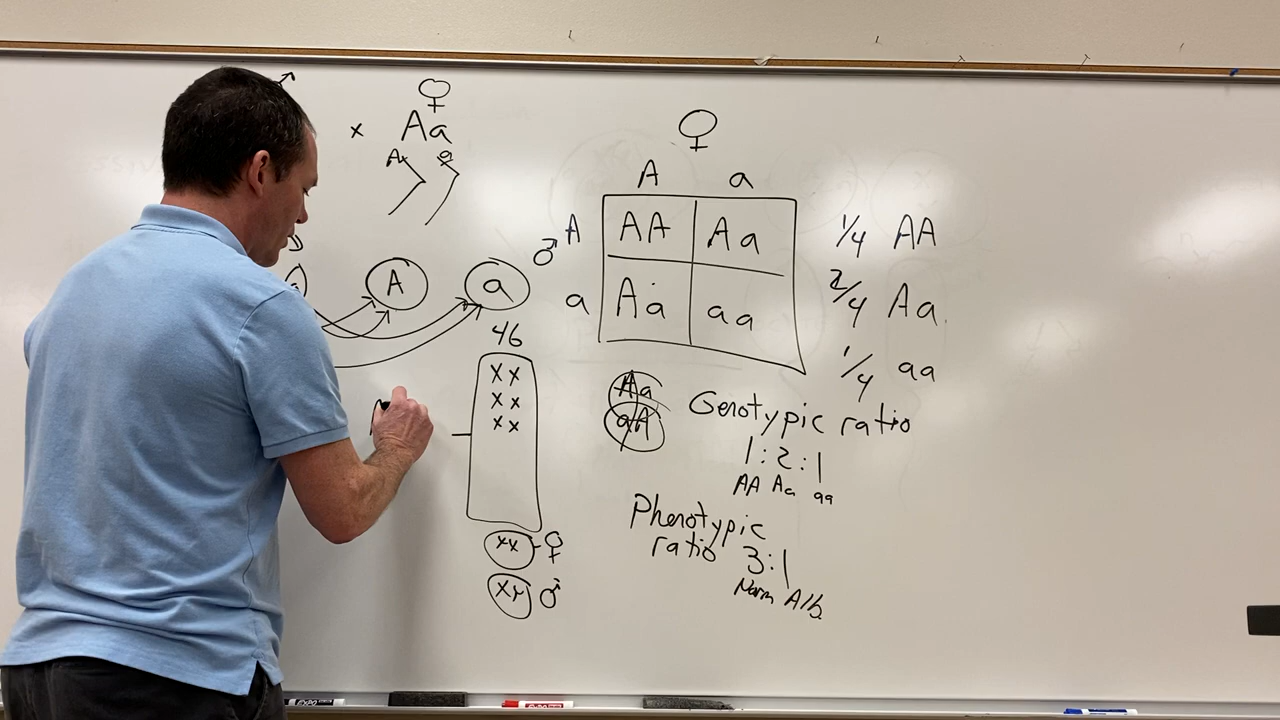 ♂ ♀
x Aa
A a
♀
A a
♂ A AA Aa
a Aa aa
1/4 AA
2/4 Aa
1/4 aa
A a
46
xx
xx
xx
xx ♀
xy ♂
Aa
aA
Genotypic ratio
1:2:1
AA Aa aa
Phenotypic
ratio 3:1
Norm Alb
EXPO